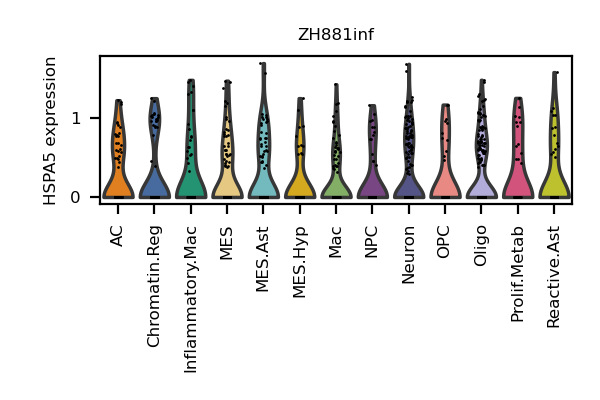 ZH881inf
HSPA5 expression
1
0
AC
Chromatin.Reg
Inflammatory.Mac
MES
MES.Ast
MES.Hyp
Mac
NPC
Neuron
OPC
Oligo
Prolif.Metab
Reactive.Ast